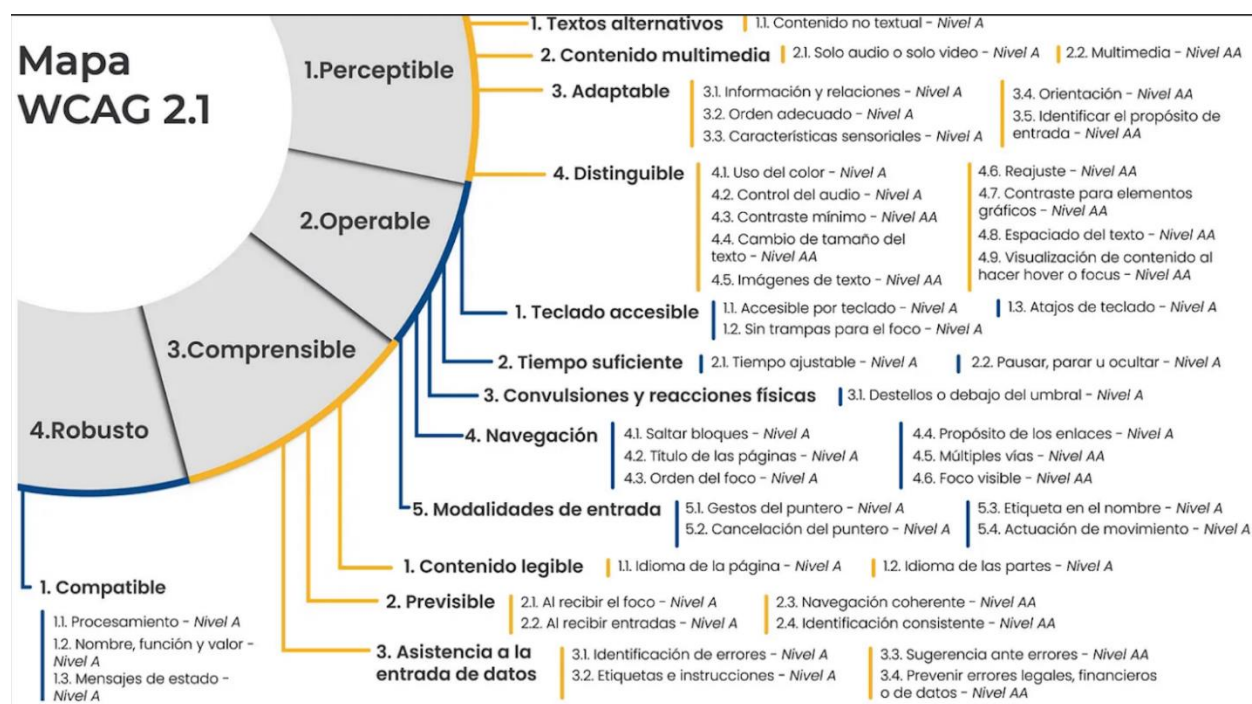 Mapa
WCAG 2.1
1.Perceptible
2.Operable
3.Comprensible
4.Robusto
1. Textos alternativos
1.1. Contenido no textual - Nivel A
2. Contenido multimedia
2.1. Solo audio o solo video - Nivel A
2.2. Multimedia - Nivel AA
3. Adaptable
3.1. Información y relaciones - Nivel A
3.2. Orden adecuado - Nivel A
3.3. Características sensoriales - Nivel A
3.4. Orientación - Nivel AA
3.5. Identificar el propósito de
entrada - Nivel AA
4. Distinguible
4.1. Uso del color - Nivel A
4.2. Control del audio - Nivel A
4.3. Contraste mínimo - Nivel AA
4.4. Cambio de tamaño del
texto - Nivel AA
4.5. Imágenes de texto - Nivel AA
4.6. Reajuste - Nivel AA
4.7. Contraste para elementos
gráficos - Nivel AA
4.8. Espaciado del texto - Nivel AA
4.9. Visualización de contenido al
hacer hover o focus - Nivel AA
1. Teclado accesible
1.1. Accesible por teclado - Nivel A
1.2. Sin trampas para el foco - Nivel A
1.3. Atajos de teclado - Nivel A
2. Tiempo suficiente
2.1. Tiempo ajustable - Nivel A
2.2. Pausar, parar u ocultar - Nivel A
3. Convulsiones y reacciones físicas
3.1. Destellos o debajo del umbral - Nivel A
4. Navegación
4.1. Saltar bloques - Nivel A
4.2. Título de las páginas - Nivel A
4.3. Orden del foco - Nivel A
4.4. Propósito de los enlaces - Nivel A
4.5. Múltiples vías - Nivel AA
4.6. Foco visible - Nivel AA
5. Modalidades de entrada
5.1. Gestos del puntero - Nivel A
5.2. Cancelación del puntero - Nivel A
5.3. Etiqueta en el nombre - Nivel A
5.4. Actuación de movimiento - Nivel A
1. Contenido legible
1.1. Idioma de la página - Nivel A
1.2. Idioma de las partes - Nivel A
2. Previsible
2.1. Al recibir el foco - Nivel A
2.2. Al recibir entradas - Nivel A
2.3. Navegación coherente - Nivel AA
2.4. Identificación consistente - Nivel AA
3. Asistencia a la
entrada de datos
3.1. Identificación de errores - Nivel A
3.2. Etiquetas e instrucciones - Nivel A
3.3. Sugerencia ante errores - Nivel AA
3.4. Prevenir errores legales, financieros
o de datos - Nivel AA
1. Compatible
1.1. Procesamiento - Nivel A
1.2. Nombre, función y valor -
Nivel A
1.3. Mensajes de estado -
Nivel A